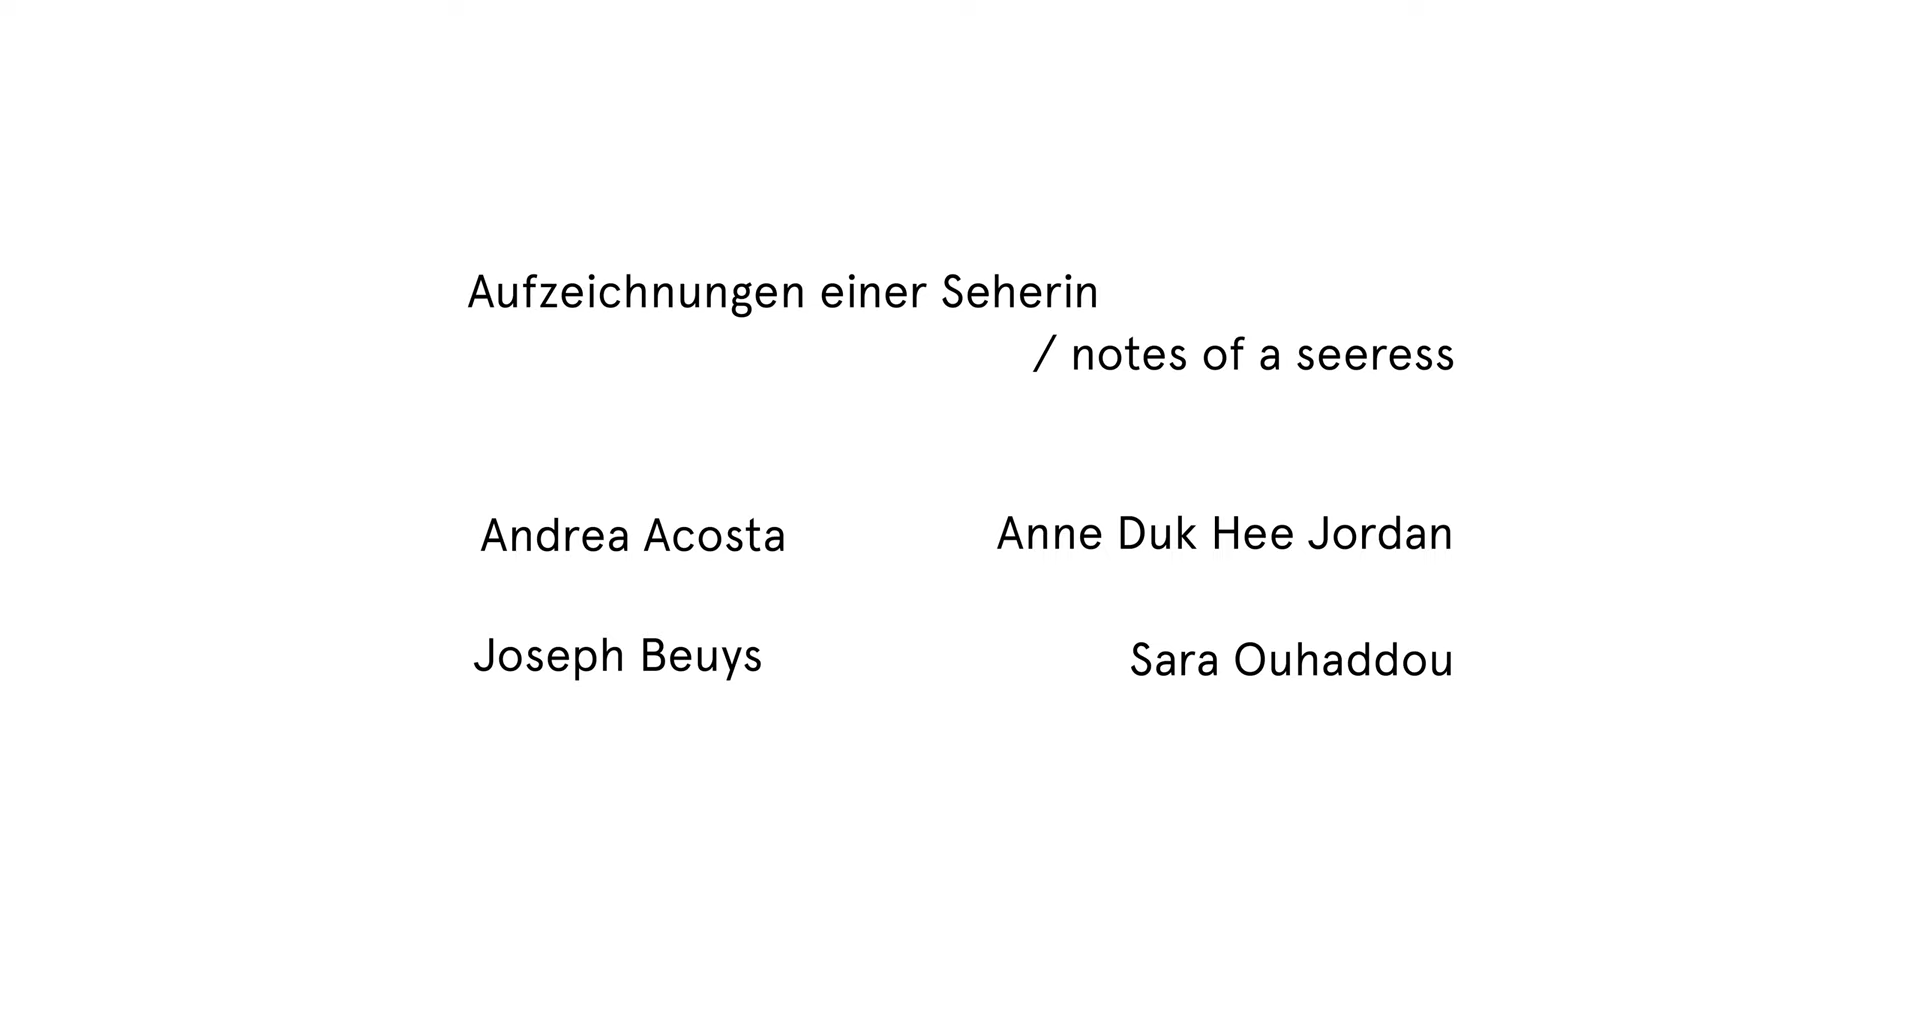 Aufzeichnungen einer Seherin
/ notes of a seeress
Andrea Acosta
Anne Duk Hee Jordan
Joseph Beuys
Sara Ouhaddou